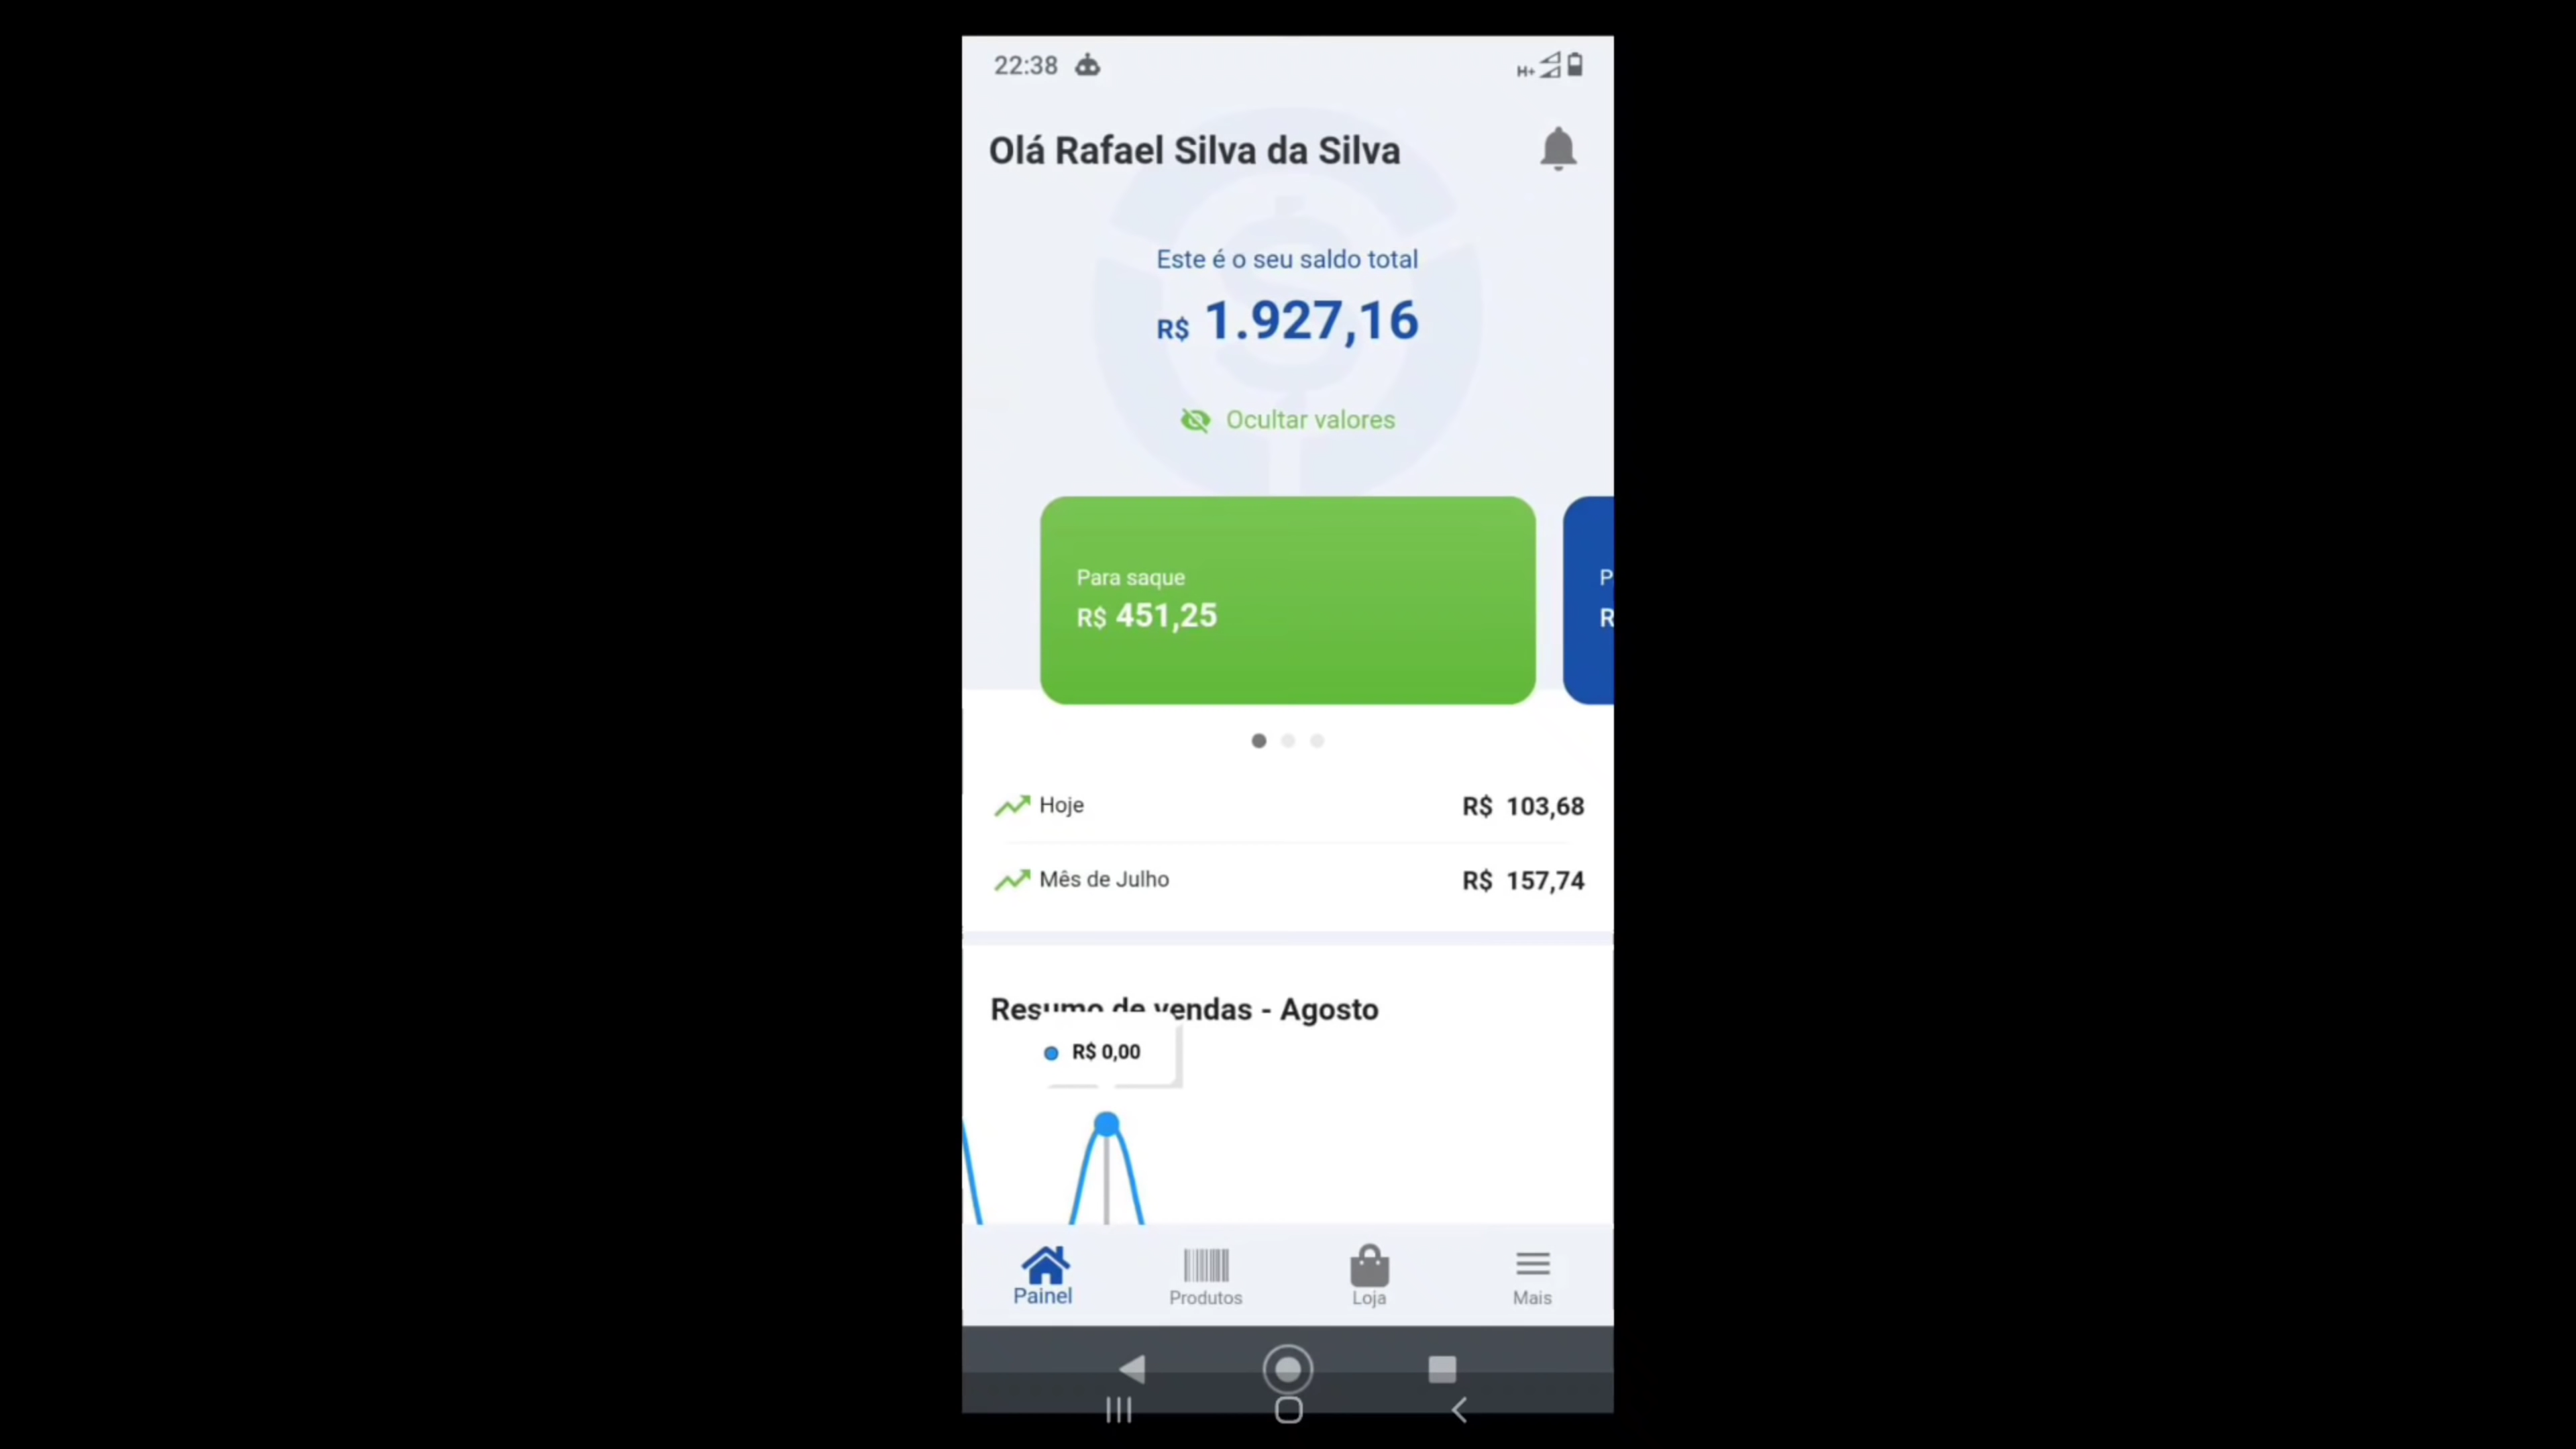 22:38
H+
Olá Rafael Silva da Silva
Este é o seu saldo total
R$ 1.927,16
Ocultar valores
Para saque
R$ 451,25
P
R
Hoje R$ 103,68
Mês de Julho R$ 157,74
Resumo de vendas - Agosto
R$ 0,00
Painel Produtos Loja Mais